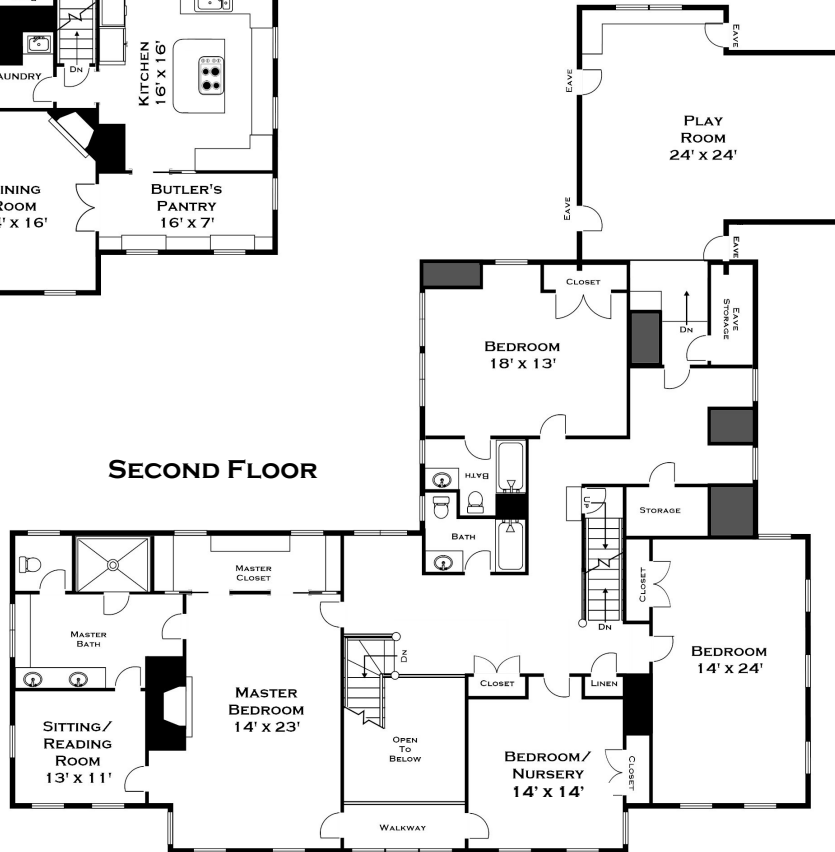 KITCHEN
16' x 16'
DN
BUTLER'S
PANTRY
16' x 7'
x 16'
EAVE
EAVE
PLAY
ROOM
24' x 24'
EAVE
EAVE
CLOSET
EAVE
STORAGE
DN
BEDROOM
18' x 13'
SECOND FLOOR
BATH
UP
STORAGE
BATH
MASTER
CLOSET
CLOSET
DN
MASTER
BATH
BEDROOM
14' x 24'
DN
CLOSET
LINEN
MASTER
BEDROOM
14' x 23'
SITTING/
READING
ROOM
13' x 11'
OPEN
TO
BELOW
BEDROOM/
NURSERY
14' x 14'
CLOSET
WALKWAY